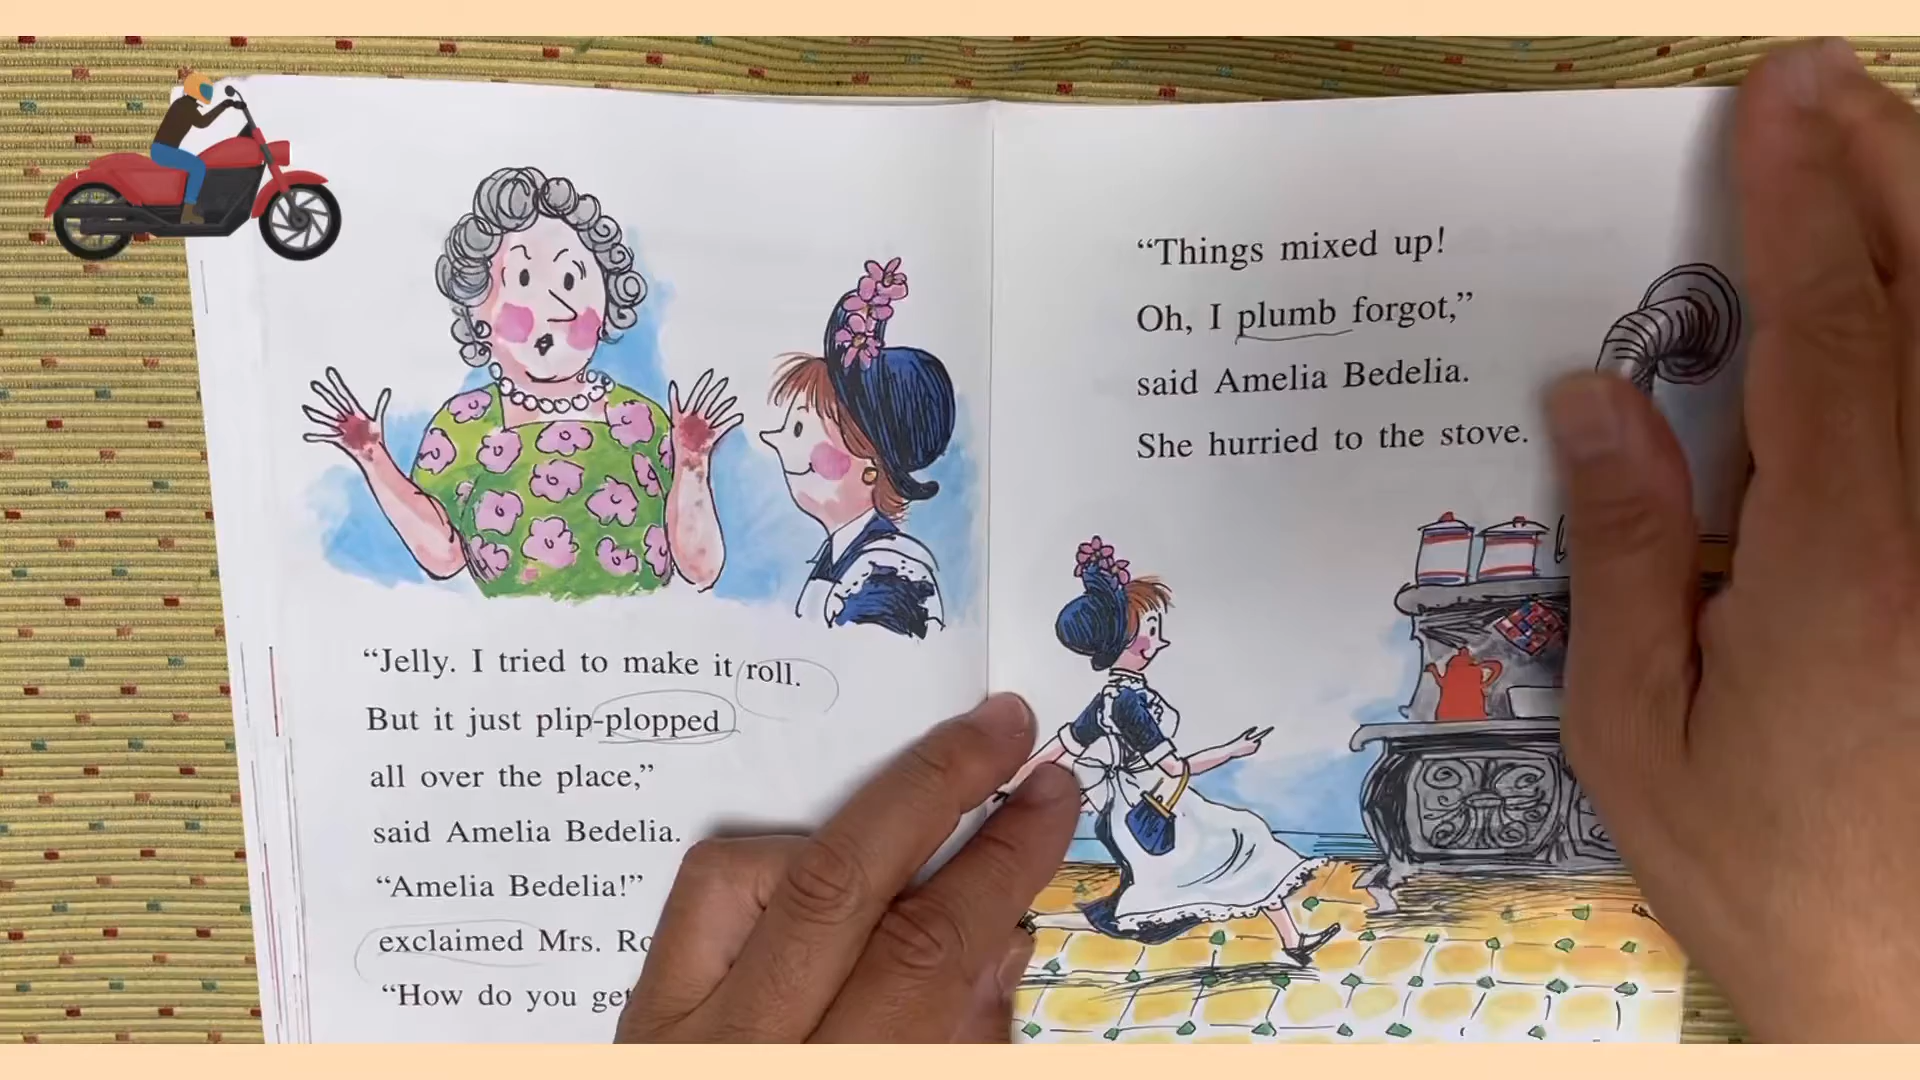 “Jelly. I tried to make it roll.
But it just plip-plopped
all over the place,”
said Amelia Bedelia.
“Amelia Bedelia!”
exclaimed Mrs.
“How do you
“Things mixed up!
Oh, I plumb forgot,”
said Amelia Bedelia.
She hurried to the stove.